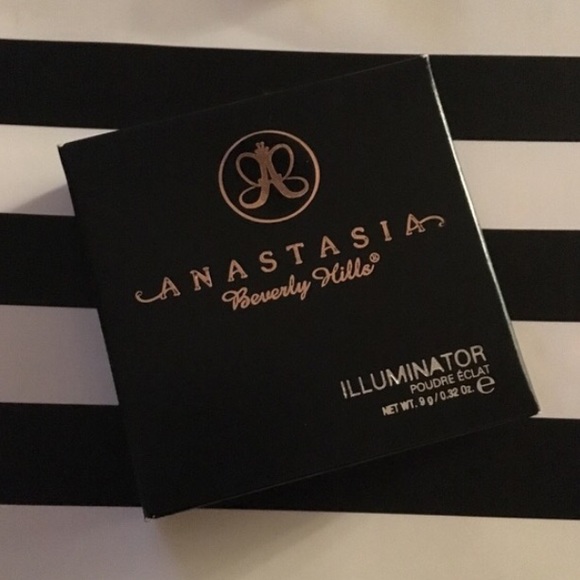 A
ANASTASIA
Beverly Hills®
ILLUMINATOR
POUDRE ÉCLAT
NET WT. 9 g / 0.32 Oz. ℮